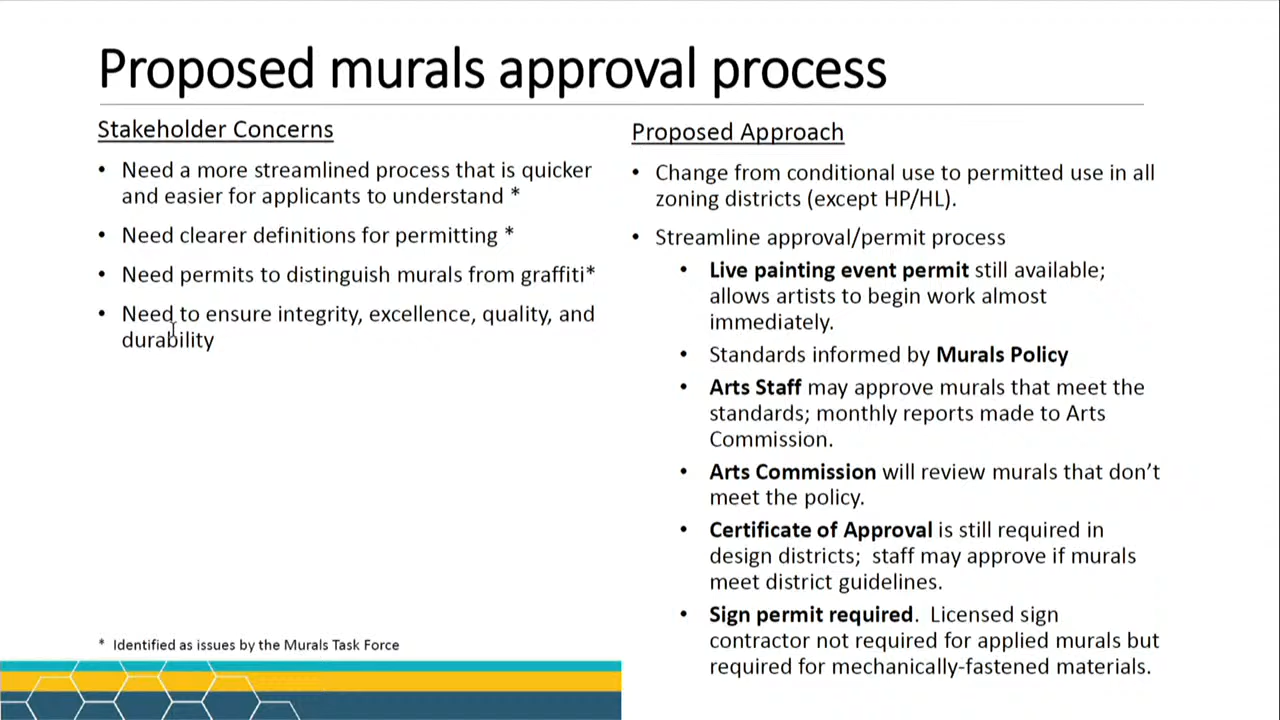 Proposed murals approval process
Stakeholder Concerns
• Need a more streamlined process that is quicker
and easier for applicants to understand *
• Need clearer definitions for permitting *
• Need permits to distinguish murals from graffiti*
• Need to ensure integrity, excellence, quality, and
durability
* Identified as issues by the Murals Task Force
Proposed Approach
• Change from conditional use to permitted use in all
zoning districts (except HP/HL).
• Streamline approval/permit process
• Live painting event permit still available;
allows artists to begin work almost
immediately.
• Standards informed by Murals Policy
• Arts Staff may approve murals that meet the
standards; monthly reports made to Arts
Commission.
• Arts Commission will review murals that don’t
meet the policy.
• Certificate of Approval is still required in
design districts;  staff may approve if murals
meet district guidelines.
• Sign permit required.  Licensed sign
contractor not required for applied murals but
required for mechanically-fastened materials.